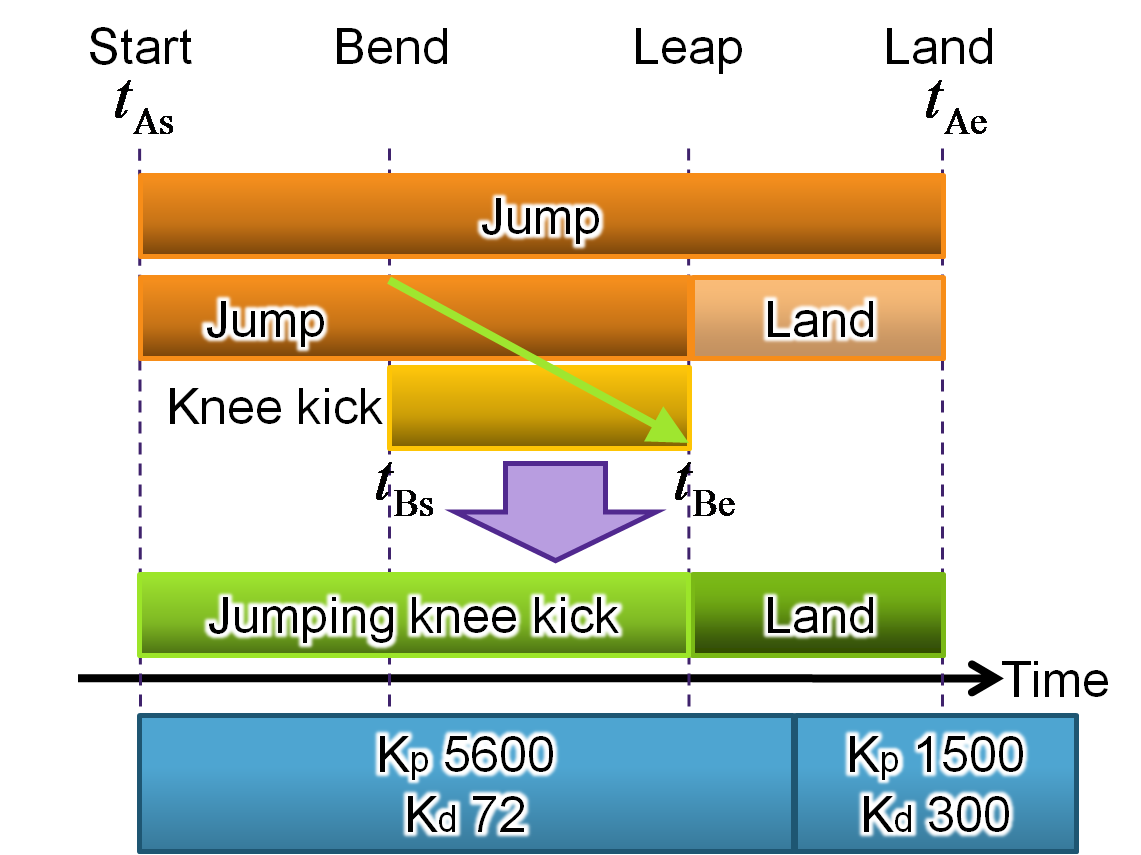 Start Bend Leap Land
tAs tAe
Jump
Jump Land
Knee kick
tBs tBe
Jumping knee kick Land
Time
Kp 5600 Kp 1500
Kd 72 Kd 300